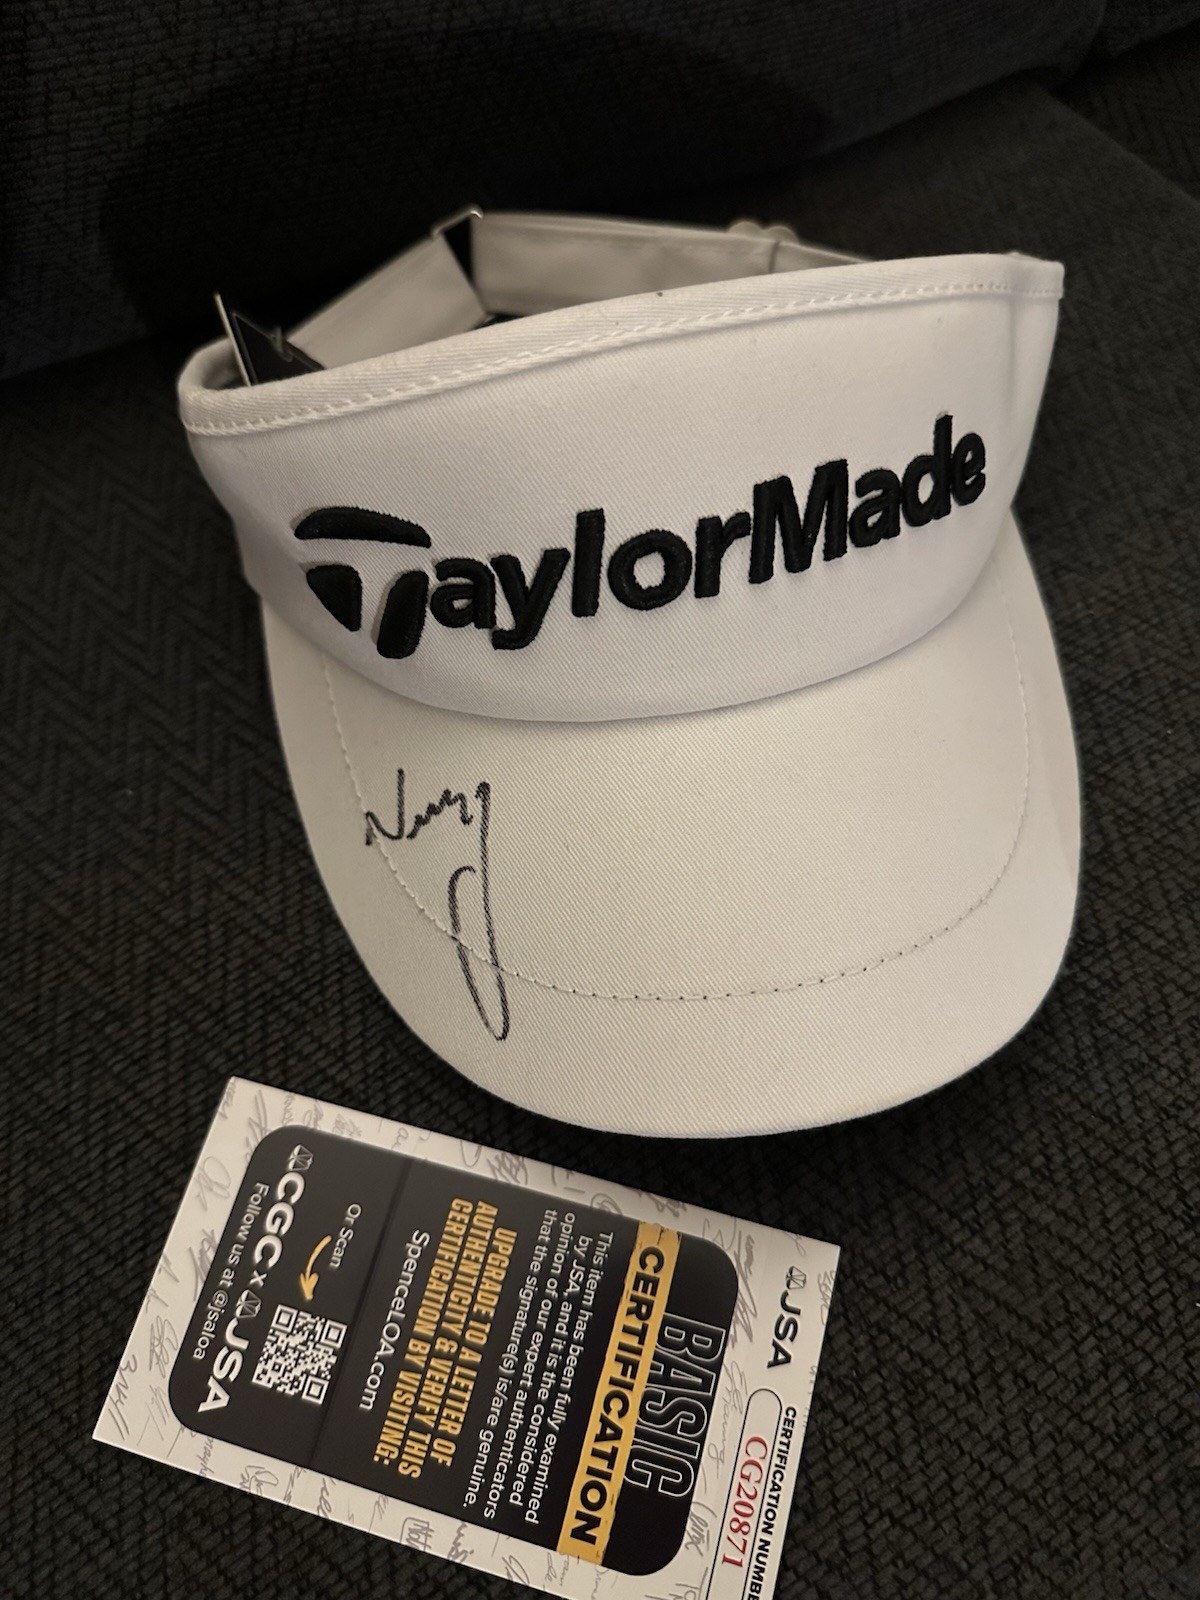 TaylorMade
JSA
CERTIFICATION NUMBE
CG20871
BASIC
CERTIFICATION
This item has been fully examined
by JSA, and it is the considered
opinion of our expert authenticators
that the signature(s) is/are genuine.
UPGRADE TO A LETTER OF
AUTHENTICITY & VERIFY THIS
CERTIFICATION BY VISITING:
SpenceLOA.com
Or Scan
CGC x JSA
Follow us at @jsaloa